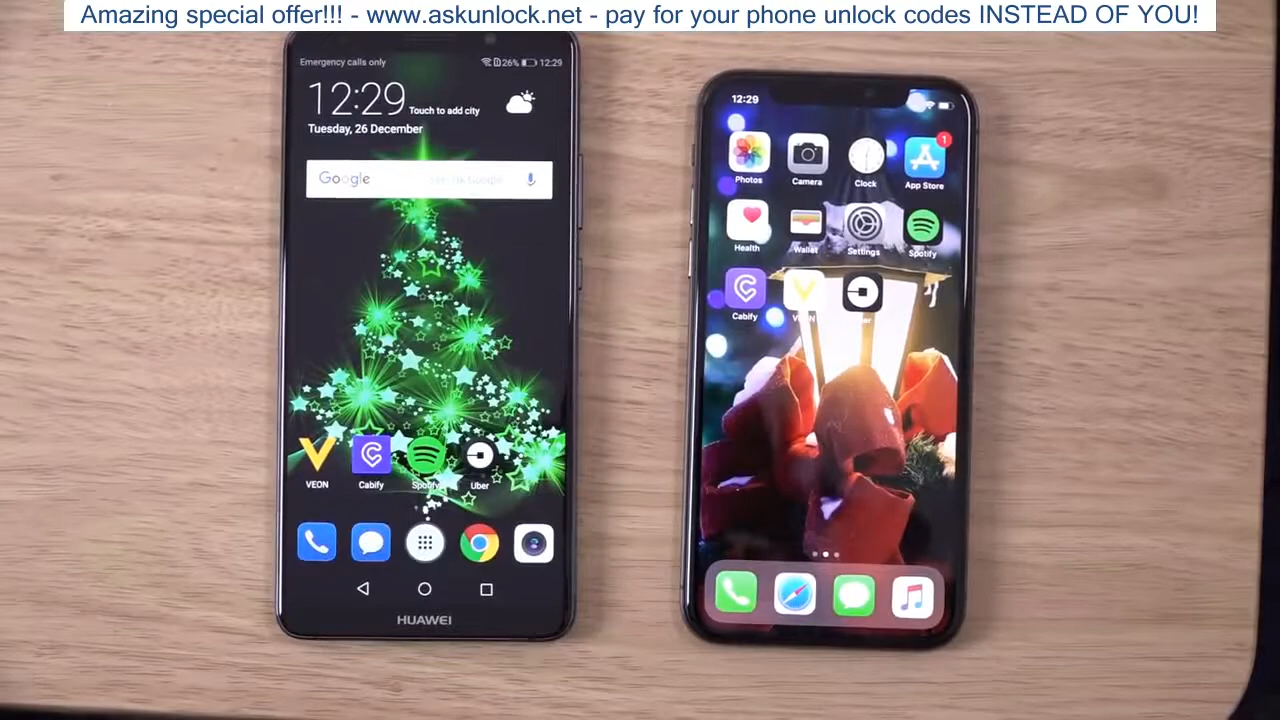 Amazing special offer!!! - www.askunlock.net - pay for your phone unlock codes INSTEAD OF YOU!
Emergency calls only
26% 12:29
12:29 Touch to add city
Tuesday, 26 December
Google
VEON Cabify Spotify Uber
HUAWEI
12:29
1
Photos Camera Clock App Store
Health Wallet Settings Spotify
Cabify